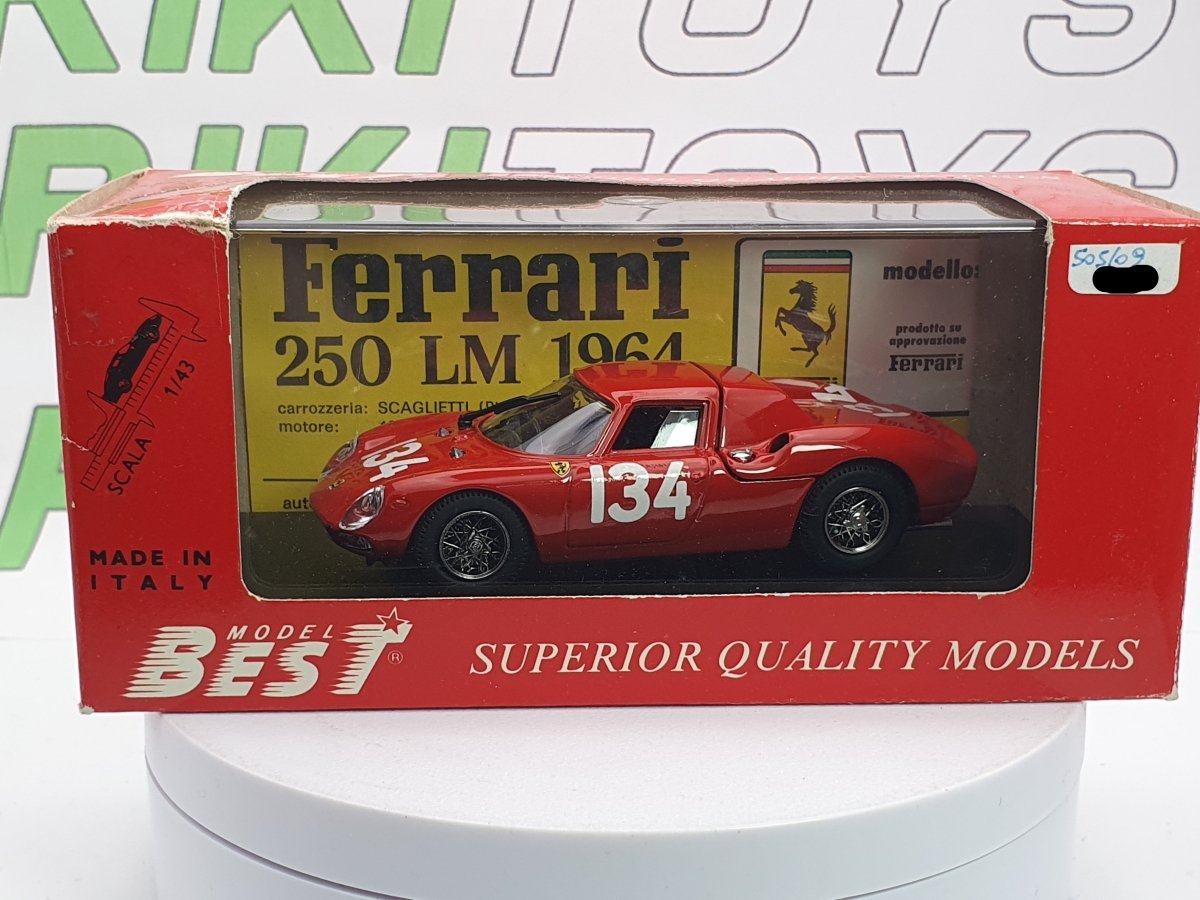 RIKITOYS
RIKITOYS
505/09
Ferrari
250 LM 1964
modello:
prodotto su
approvazione
Ferrari
carrozzeria: SCAGLIETTI
motore:
1/43
SCALA
134
134
134
MADE IN
ITALY
MODEL
BEST ®
SUPERIOR QUALITY MODELS